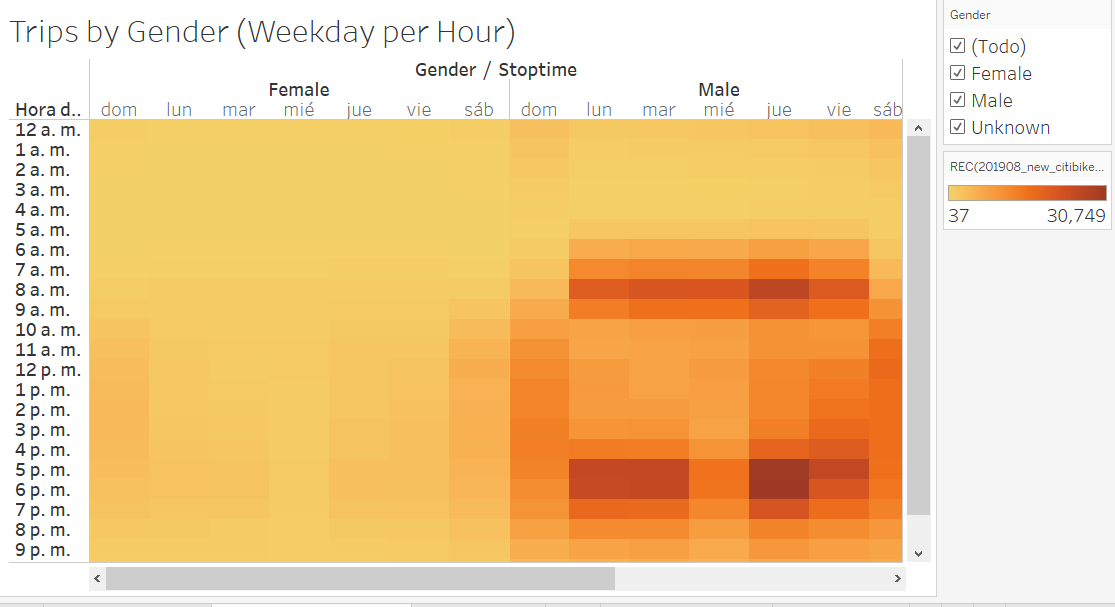 Trips by Gender (Weekday per Hour)
Gender / Stoptime
Female Male
Hora d.. dom lun mar mié jue vie sáb dom lun mar mié jue vie sáb
12 a. m.
1 a. m.
2 a. m.
3 a. m.
4 a. m.
5 a. m.
6 a. m.
7 a. m.
8 a. m.
9 a. m.
10 a. m.
11 a. m.
12 p. m.
1 p. m.
2 p. m.
3 p. m.
4 p. m.
5 p. m.
6 p. m.
7 p. m.
8 p. m.
9 p. m.
Gender
(Todo)
Female
Male
Unknown
REC(201908_new_citibike...
37 30,749